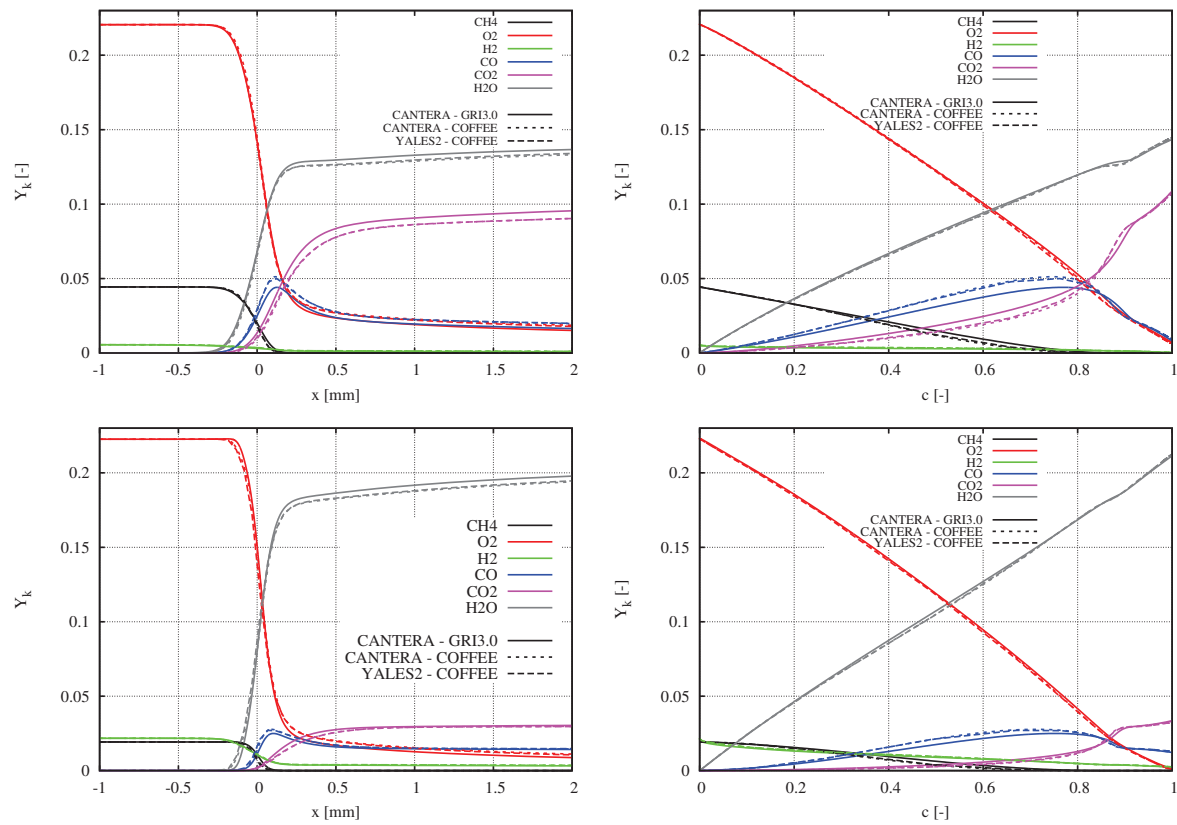 0
0.05
0.1
0.15
0.2
-1
-0.5
0
0.5
1
1.5
2
Y_k [-]
x [mm]
CH4
O2
H2
CO
CO2
H2O
CANTERA - GRI3.0
CANTERA - COFFEE
YALES2 - COFFEE
0
0.05
0.1
0.15
0.2
0
0.2
0.4
0.6
0.8
1
Y_k [-]
c [-]
CH4
O2
H2
CO
CO2
H2O
CANTERA - GRI3.0
CANTERA - COFFEE
YALES2 - COFFEE
0
0.05
0.1
0.15
0.2
-1
-0.5
0
0.5
1
1.5
2
Y_k
x [mm]
CH4
O2
H2
CO
CO2
H2O
CANTERA - GRI3.0
CANTERA - COFFEE
YALES2 - COFFEE
0
0.05
0.1
0.15
0.2
0
0.2
0.4
0.6
0.8
1
Y_k [-]
c [-]
CH4
O2
H2
CO
CO2
H2O
CANTERA - GRI3.0
CANTERA - COFFEE
YALES2 - COFFEE